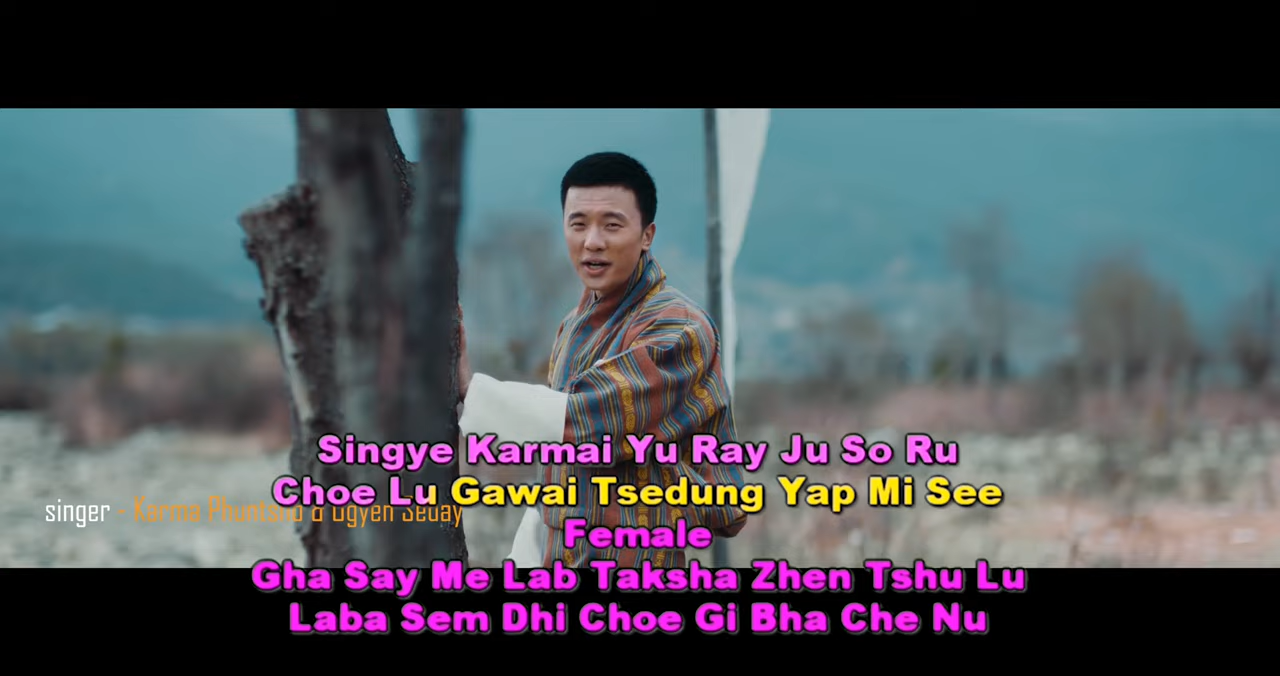 Singye Karmai Yu Ray Ju So Ru
Choe Lu Gawai Tsedung Yap Mi See
singer - Karma Phuntsho & Ugyen Seday
Female
Gha Say Me Lab Taksha Zhen Tshu Lu
Laba Sem Dhi Choe Gi Bha Che Nu